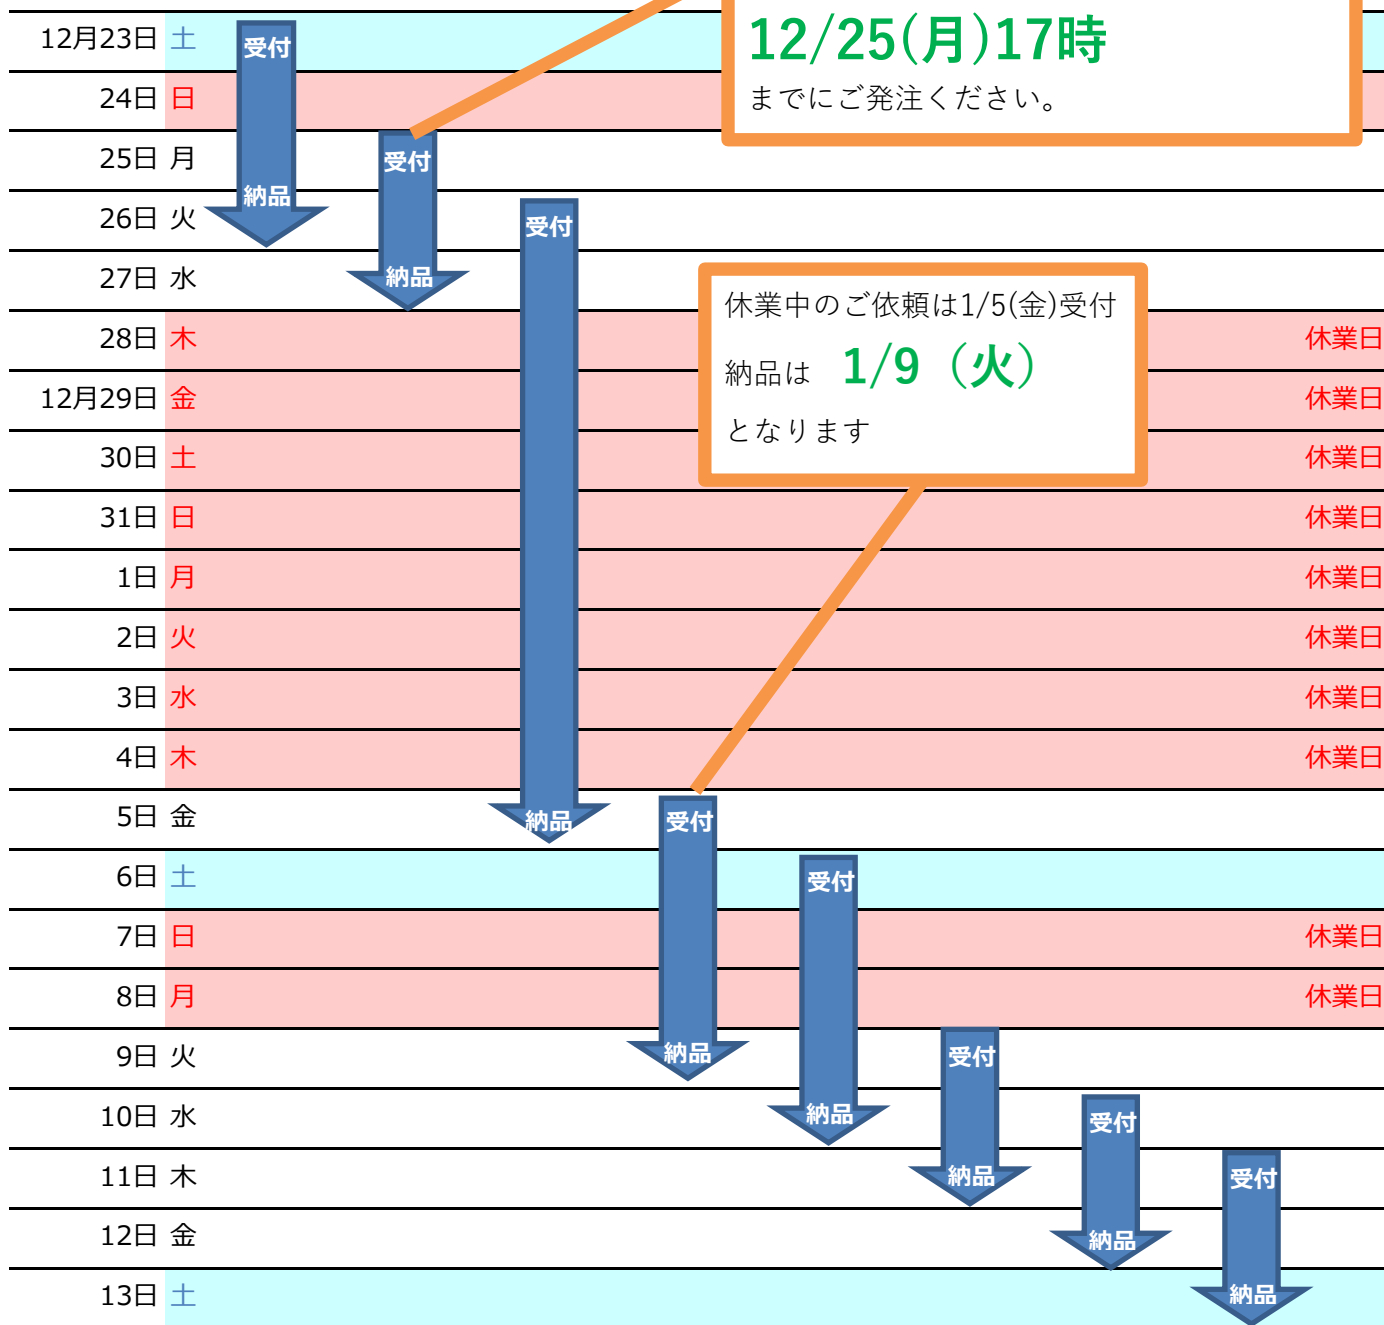 12/25(月)17時
までにご発注ください。
12月23日 土 受付
24日 日
25日 月 受付
納品
26日 火 受付
27日 水 納品
休業中のご依頼は1/5(金)受付
納品は 1/9（火）
となります
28日 木 休業日
12月29日 金 休業日
30日 土 休業日
31日 日 休業日
1日 月 休業日
2日 火 休業日
3日 水 休業日
4日 木 休業日
5日 金 納品 受付
6日 土 受付
7日 日 休業日
8日 月 休業日
9日 火 納品 受付
10日 水 納品 受付
11日 木 納品 受付
12日 金 納品
13日 土 納品